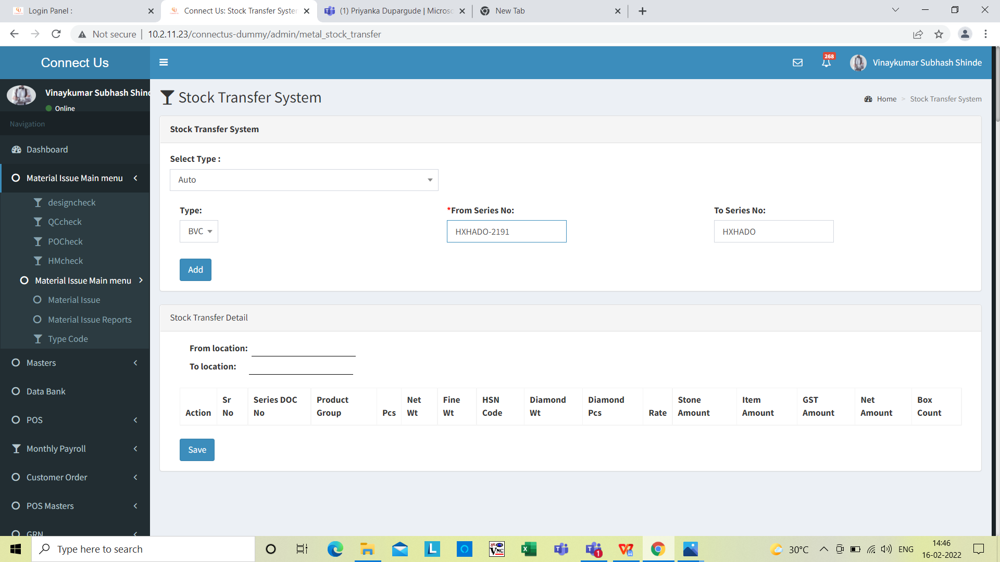 Login Panel :
Connect Us: Stock Transfer System
(1) Priyanka Dupargude | Microsc
New Tab
Not secure
10.2.11.23/connectus-dummy/admin/metal_stock_transfer
Connect Us
268
Vinaykumar Subhash Shinde
Vinaykumar Subhash Shind
Online
Stock Transfer System
Home > Stock Transfer System
Navigation
Dashboard
Material Issue Main menu
designcheck
QCcheck
POCheck
HMcheck
Material Issue Main menu
Material Issue
Material Issue Reports
Type Code
Masters
Data Bank
POS
Monthly Payroll
Customer Order
POS Masters
GRN
Stock Transfer System
Select Type :
Auto
Type:
*From Series No:
To Series No:
BVC
HXHADO-2191
HXHADO
Add
Stock Transfer Detail
From location:
To location:
Action
Sr No
Series DOC No
Product Group
Pcs
Net Wt
Fine Wt
HSN Code
Diamond Wt
Diamond Pcs
Rate
Stone Amount
Item Amount
GST Amount
Net Amount
Box Count
Save
Type here to search
L
VNC
1
30°C
ENG
14:46
16-02-2022